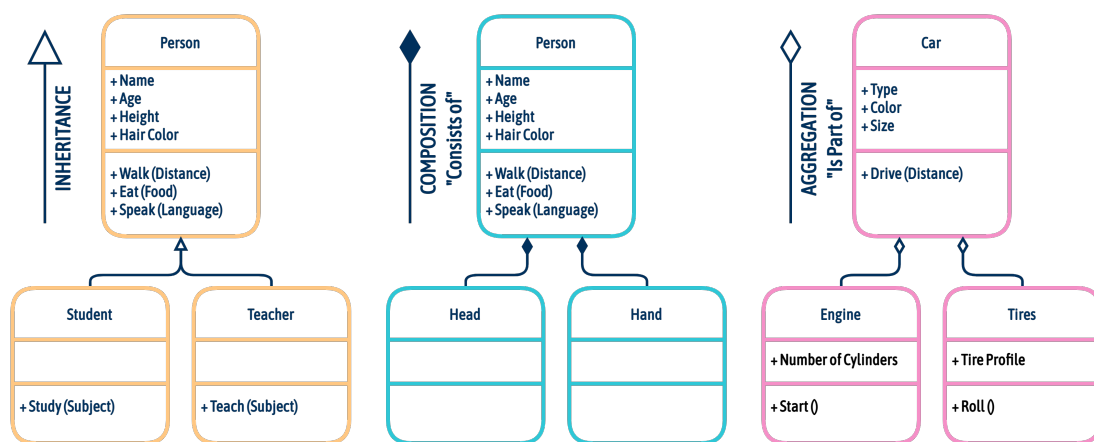 INHERITANCE
Person
+ Name
+ Age
+ Height
+ Hair Color
+ Walk (Distance)
+ Eat (Food)
+ Speak (Language)
Student
+ Study (Subject)
Teacher
+ Teach (Subject)
COMPOSITION
"Consists of"
Person
+ Name
+ Age
+ Height
+ Hair Color
+ Walk (Distance)
+ Eat (Food)
+ Speak (Language)
Head
Hand
AGGREGATION
"Is Part of"
Car
+ Type
+ Color
+ Size
+ Drive (Distance)
Engine
+ Number of Cylinders
+ Start ()
Tires
+ Tire Profile
+ Roll ()